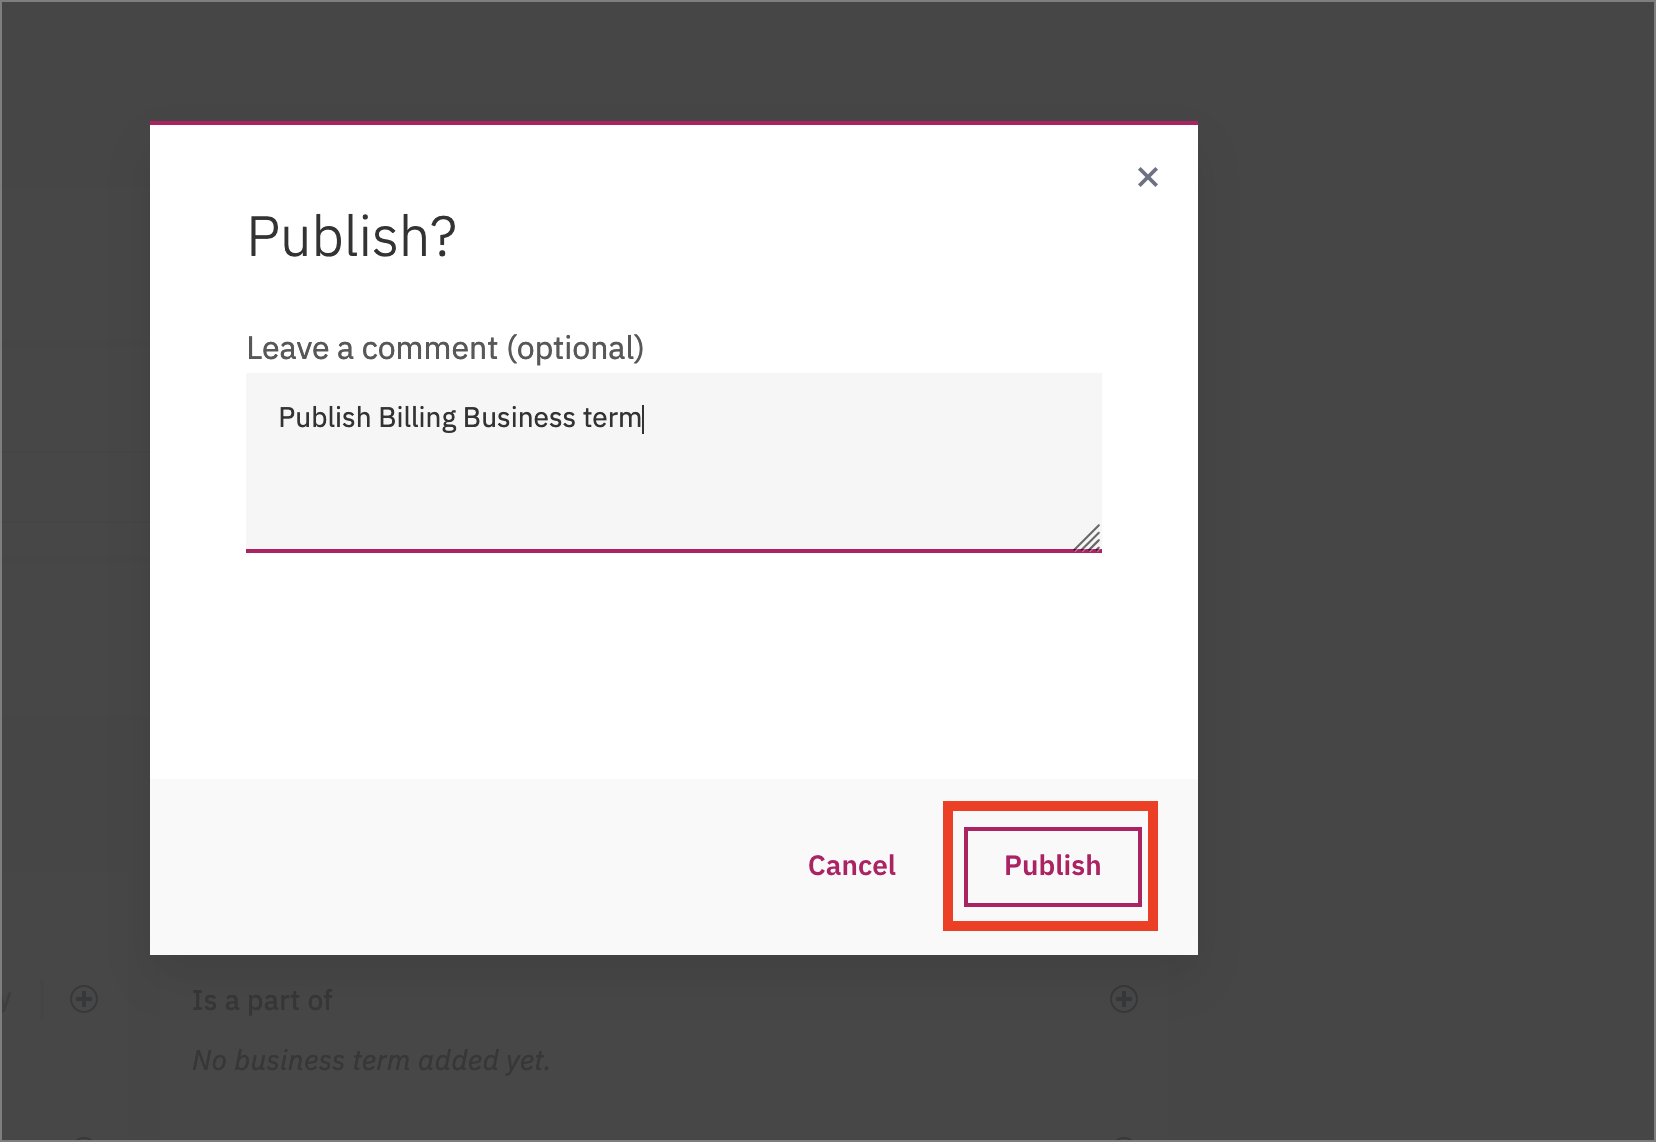 Publish?
Leave a comment (optional)
Publish Billing Business term
Cancel
Publish
Is a part of
No business term added yet.